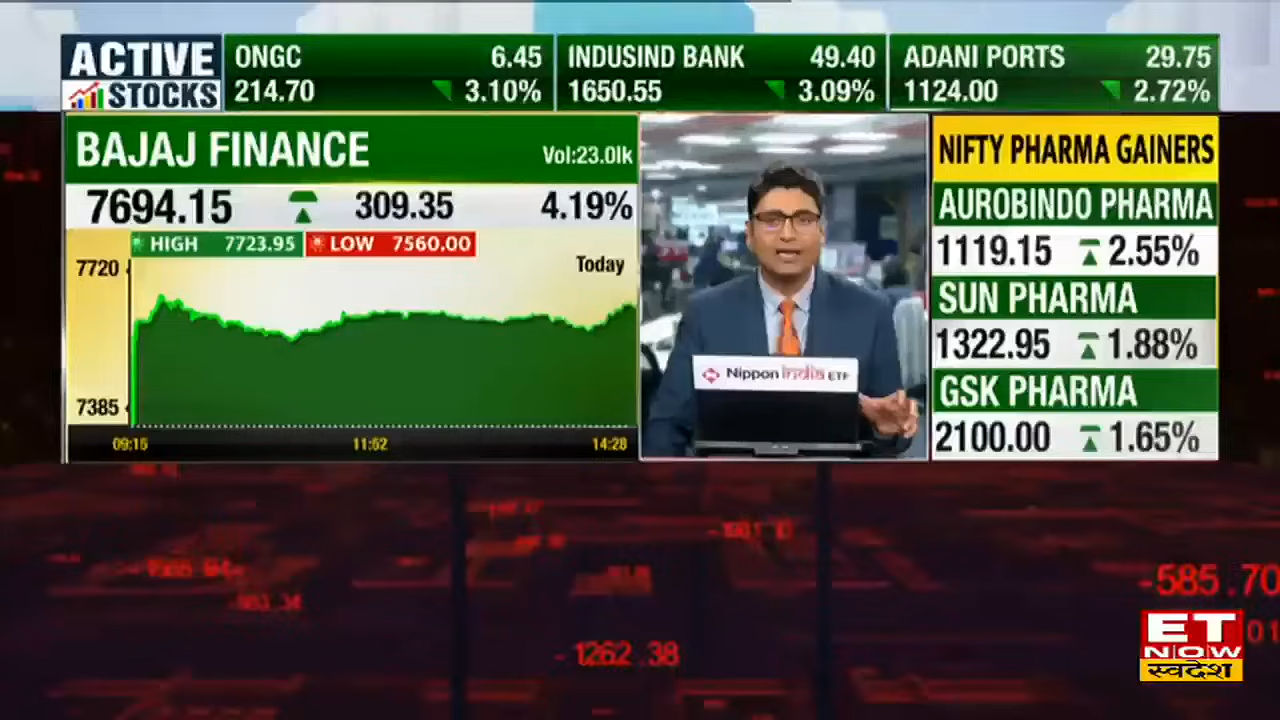 ACTIVE
STOCKS
ONGC 6.45
214.70 3.10%
INDUSIND BANK 49.40
1650.55 3.09%
ADANI PORTS 29.75
1124.00 2.72%
BAJAJ FINANCE Vol:23.0lk
7694.15 309.35 4.19%
HIGH 7723.95 LOW 7560.00
7720
Today
7385
09:15 11:52 14:28
Nippon india ETF
NIFTY PHARMA GAINERS
AUROBINDO PHARMA
1119.15 2.55%
SUN PHARMA
1322.95 1.88%
GSK PHARMA
2100.00 1.65%
-585.70
-1262.38
ET
NOW
स्वदेश